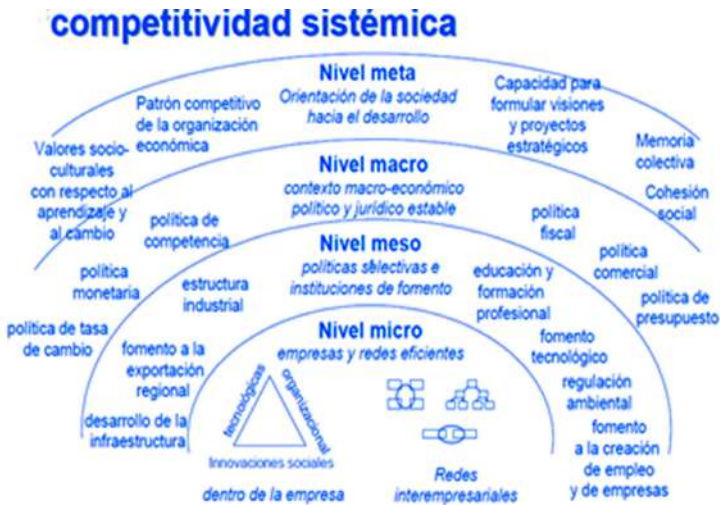 competitividad sistémica
Nivel meta
Orientación de la sociedad
hacia el desarrollo
Patrón competitivo
de la organización
económica
Capacidad para
formular visiones
y proyectos
estratégicos
Valores socio-
culturales
con respecto al
aprendizaje y
al cambio
Memoria
colectiva
Cohesión
social
Nivel macro
contexto macro-económico
político y jurídico estable
política de
competencia
política
fiscal
política
monetaria
política
comercial
política de tasa
de cambio
política de
presupuesto
Nivel meso
políticas selectivas e
instituciones de fomento
estructura
industrial
educación y
formación
profesional
fomento a la
exportación
regional
fomento
tecnológico
desarrollo de la
infraestructura
regulación
ambiental
fomento
a la creación
de empleo
y de empresas
Nivel micro
empresas y redes eficientes
tecnológicas
organizacional
Innovaciones sociales
dentro de la empresa
Redes
interempresariales